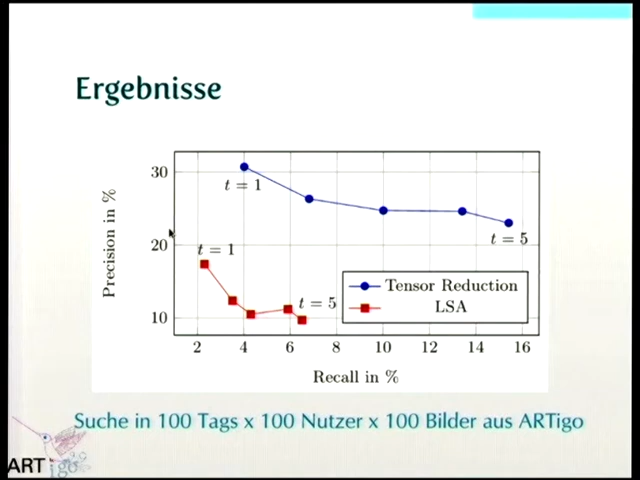 Ergebnisse
Precision in %
30
20
10
t = 1
t = 5
t = 1
t = 5
Tensor Reduction
LSA
2 4 6 8 10 12 14 16
Recall in %
Suche in 100 Tags x 100 Nutzer x 100 Bilder aus ARTigo
ARTigo